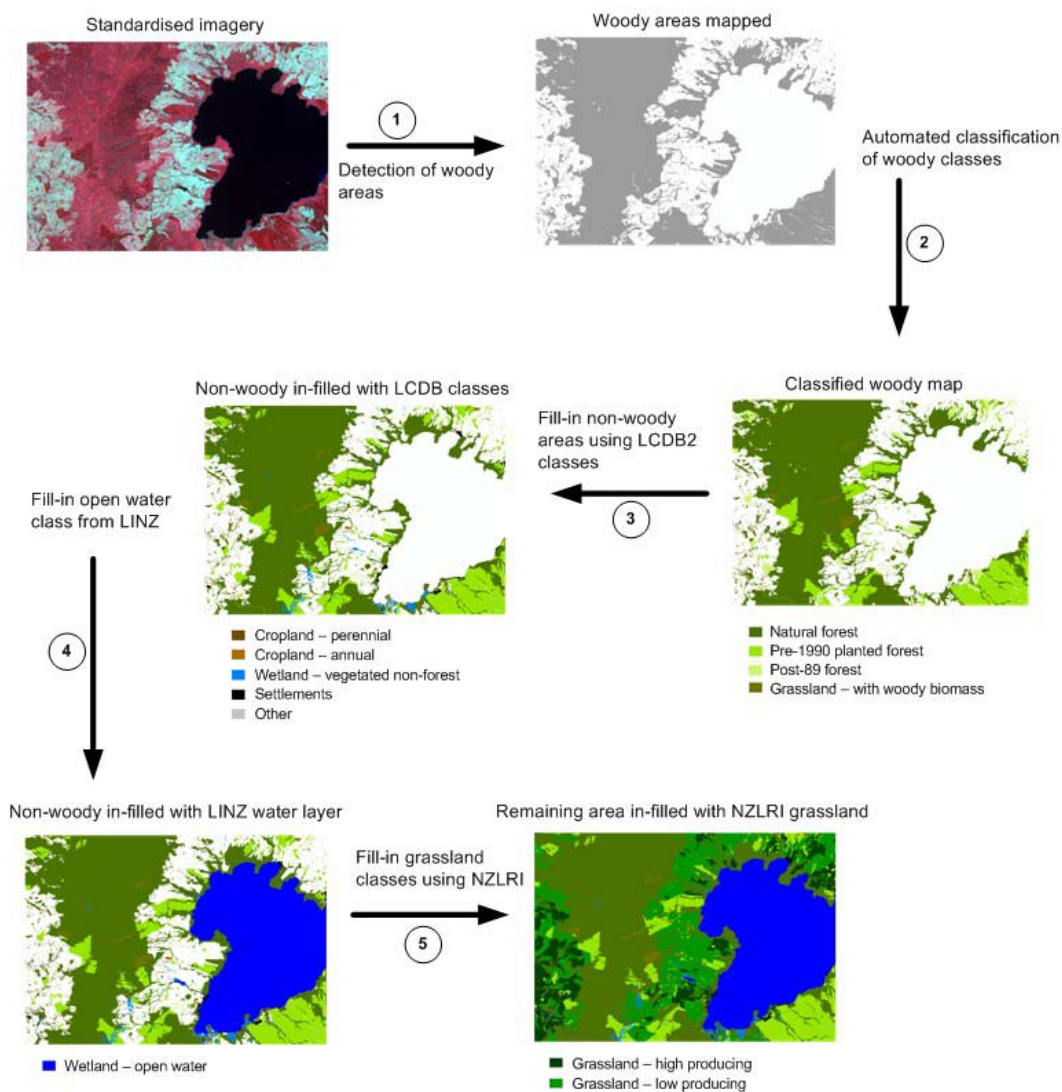 Standardised imagery
Woody areas mapped
1
Detection of woody
areas
Automated classification
of woody classes
2
Classified woody map
Natural forest
Pre-1990 planted forest
Post-89 forest
Grassland – with woody biomass
Fill-in non-woody
areas using LCDB2
classes
3
Non-woody in-filled with LCDB classes
Cropland – perennial
Cropland – annual
Wetland – vegetated non-forest
Settlements
Other
Fill-in open water
class from LINZ
4
Non-woody in-filled with LINZ water layer
Wetland – open water
Fill-in grassland
classes using NZLRI
5
Remaining area in-filled with NZLRI grassland
Grassland – high producing
Grassland – low producing